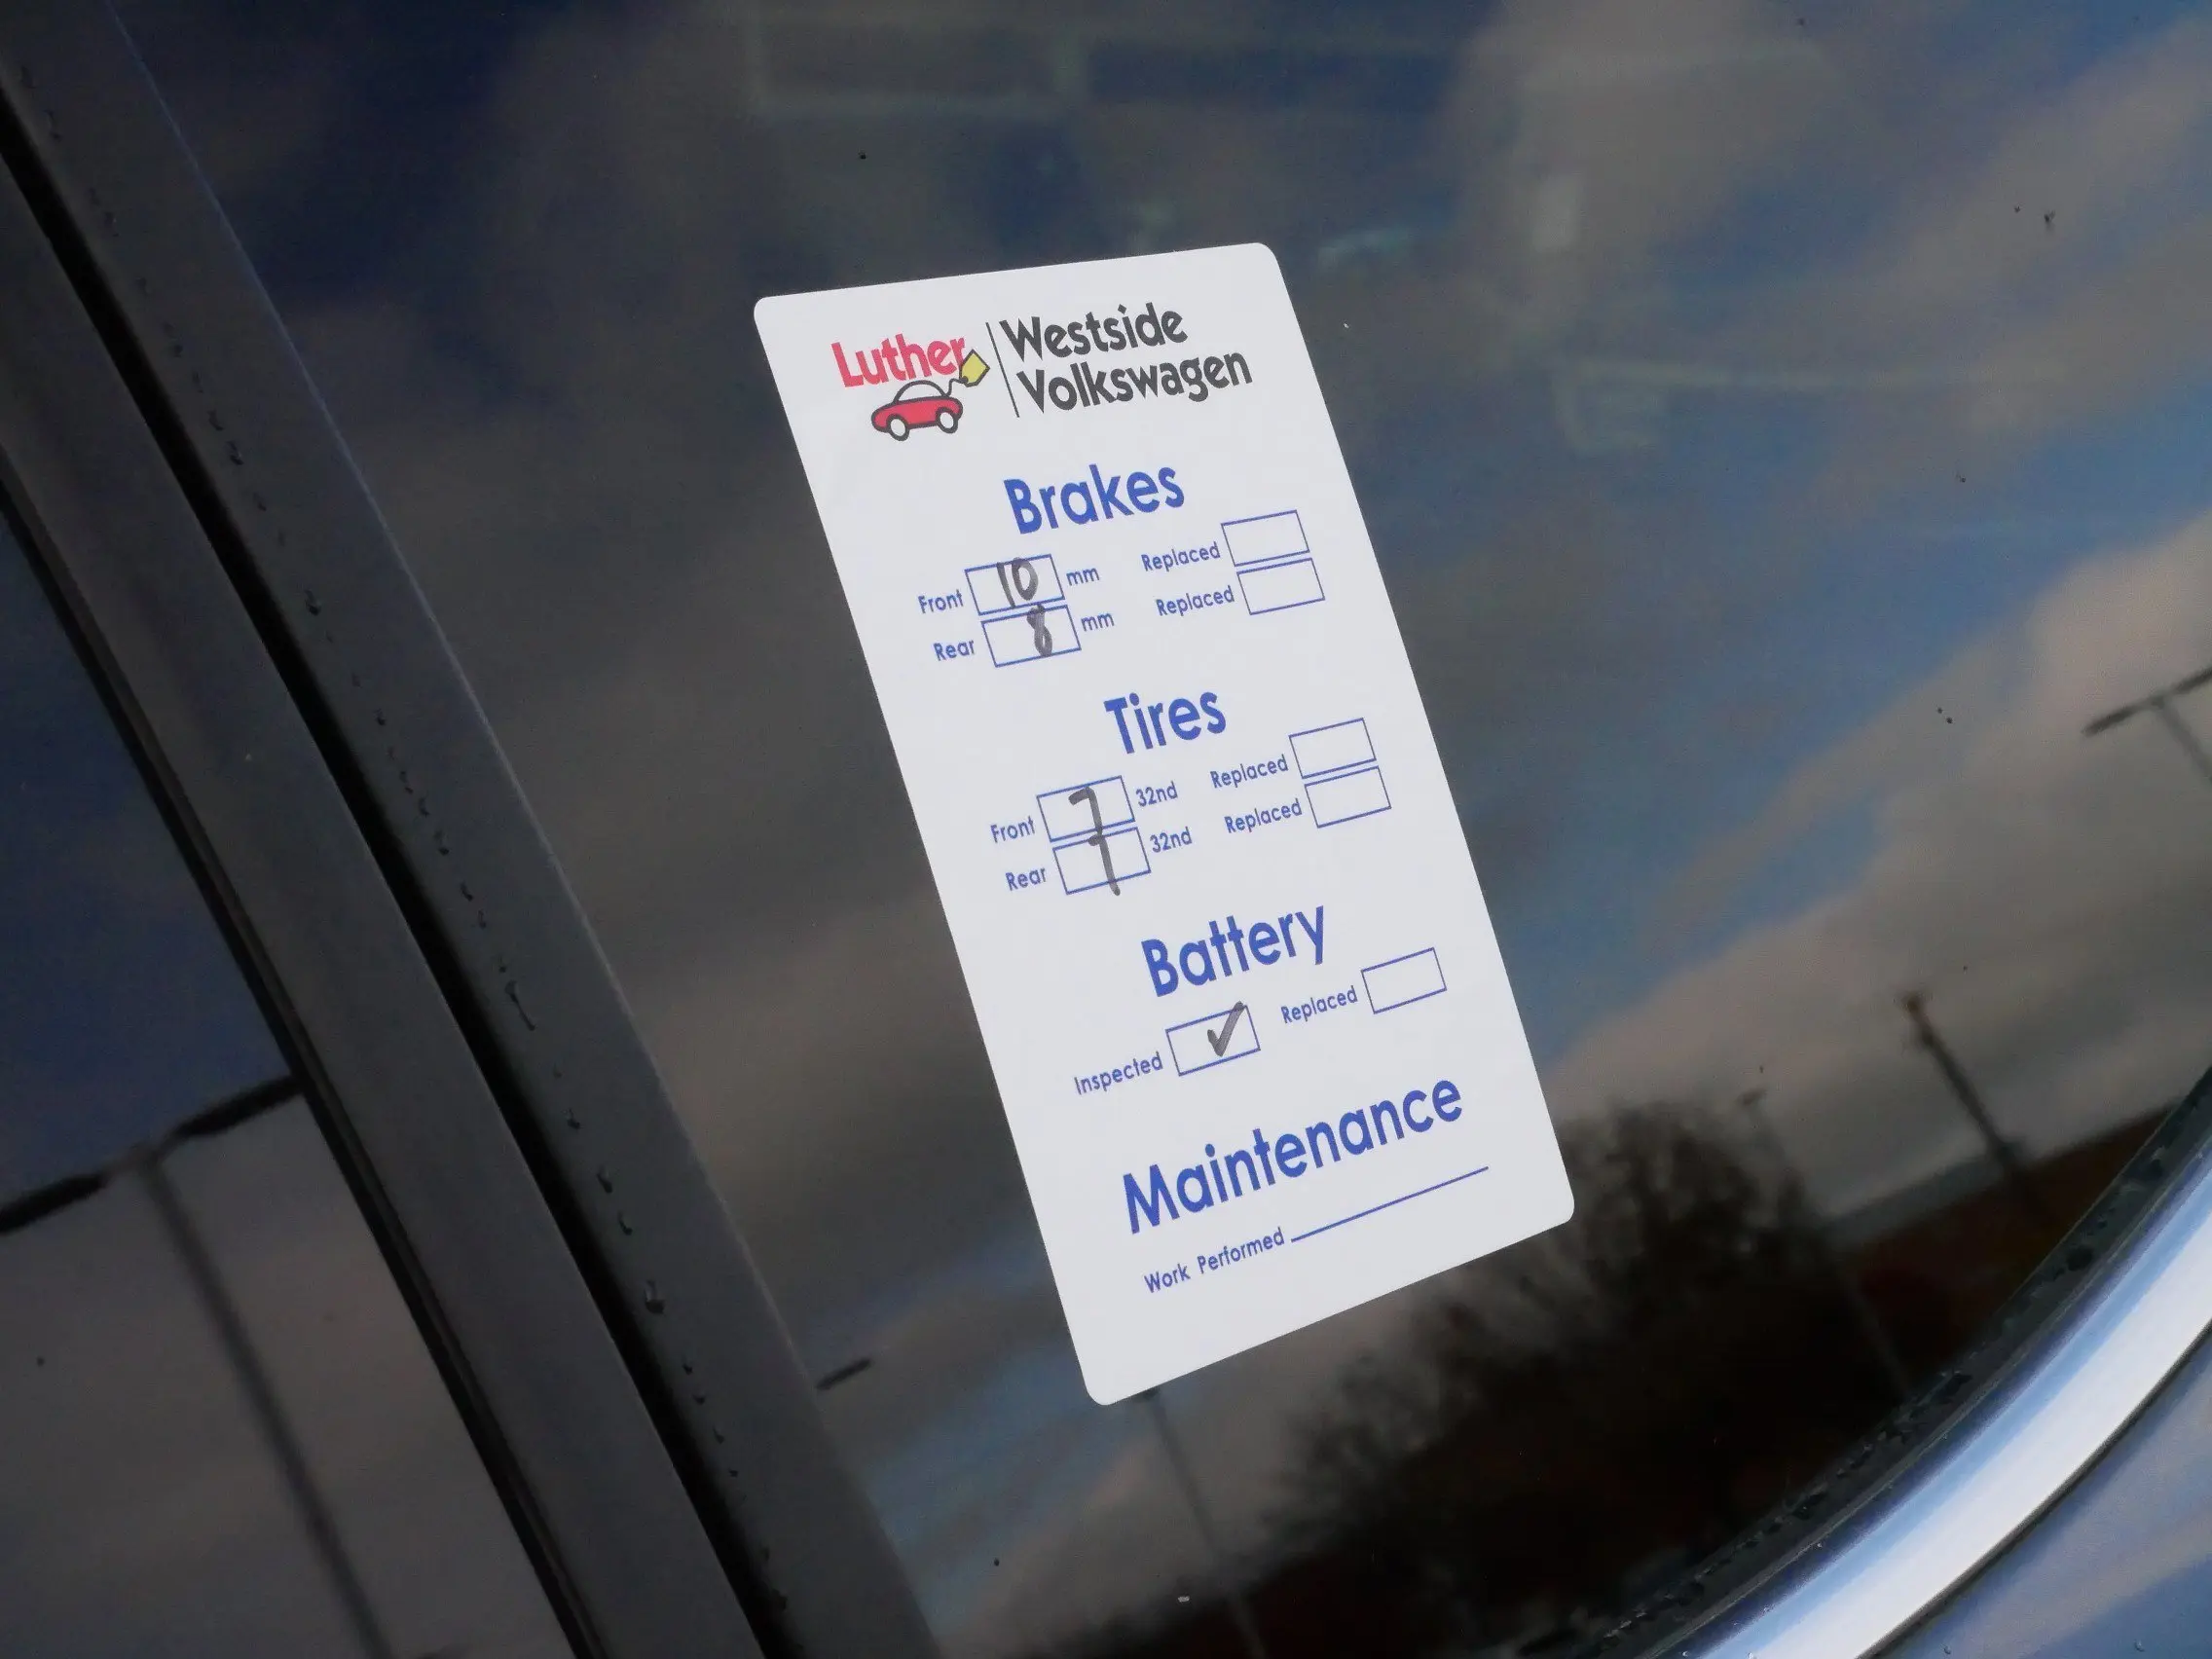 Luther Westside
Volkswagen
Brakes
Front 10 mm Replaced
Rear 8 mm Replaced
Tires
Front 7 32nd Replaced
Rear 7 32nd Replaced
Battery
Inspected ✓ Replaced
Maintenance
Work Performed